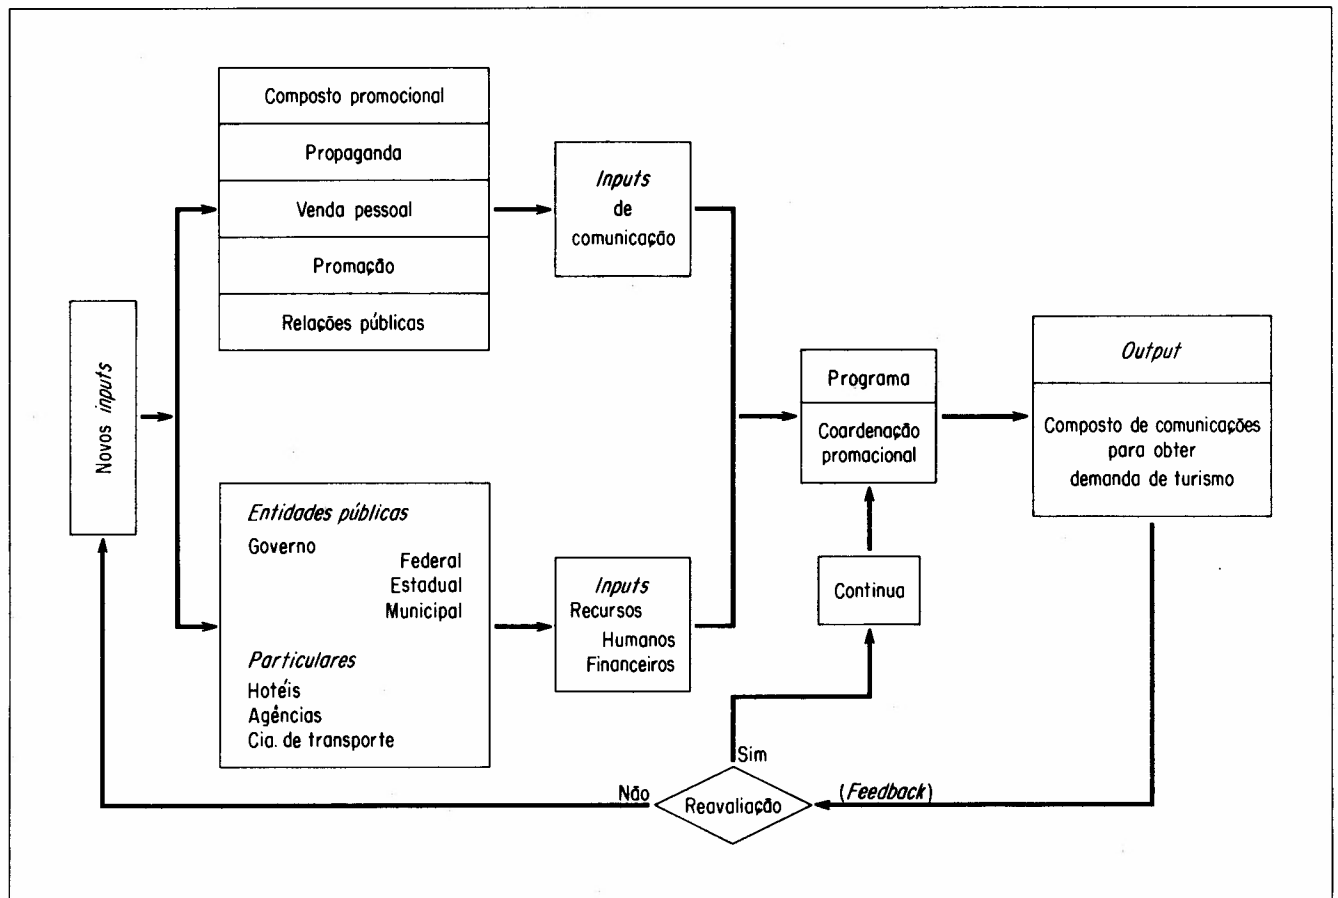 Composto promocional
Propaganda
Venda pessoal
Promação
Relações públicas
Inputs
de
comunicação
Novos inputs
Entidades públicas
Governo
Federal
Estadual
Municipal
Particulares
Hotéis
Agências
Cia. de transporte
Inputs
Recursos
Humanos
Financeiros
Programa
Coardenação
promacional
Output
Composto de comunicações
para obter
demanda de turismo
Continua
Sim
Não
Reavaliação
(Feedback)